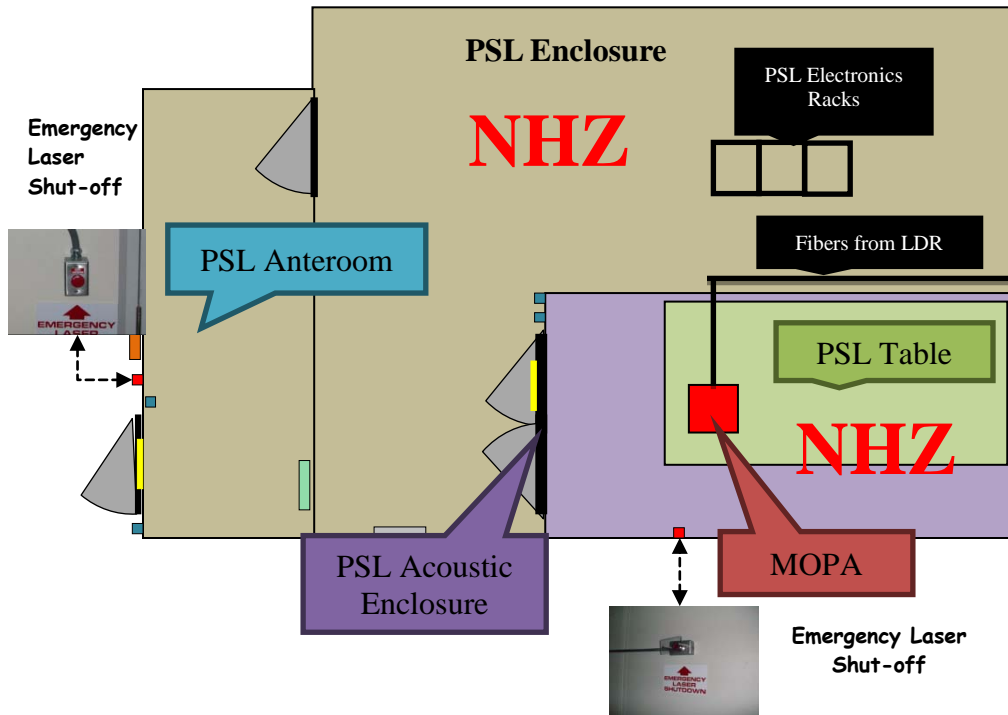 PSL Enclosure
NHZ
PSL Electronics
Racks
Emergency
Laser
Shut-off
EMERGENCY
LASER
PSL Anteroom
Fibers from LDR
PSL Table
NHZ
PSL Acoustic
Enclosure
MOPA
EMERGENCY
LASER
SHUTDOWN
Emergency Laser
Shut-off